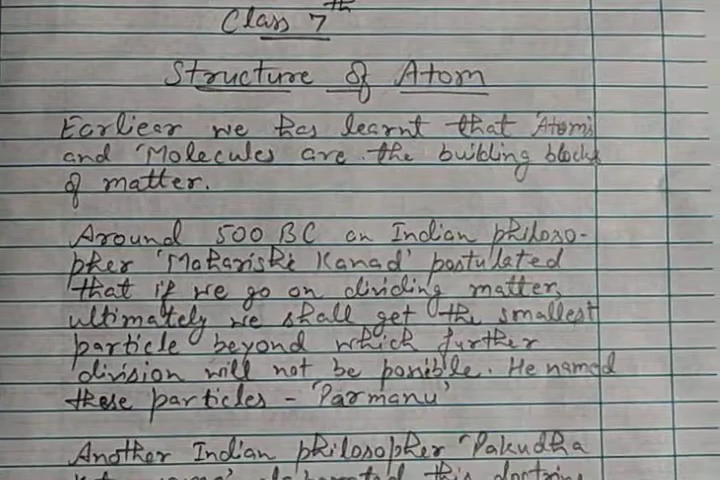 Class 7th
Structure of Atom
Earliear we has learnt that 'Atoms
and 'Molecules are the building blocks
of matter.
Around 500 BC an Indian philoso-
pher 'Maharishi Kanad' postulated
that if we go on dividing matter,
ultimately we shall get the smallest
particle beyond which further
division will not be possible. He named
these particles - 'Parmanu'
Another Indian philosopher 'Pakudha
this doctrine